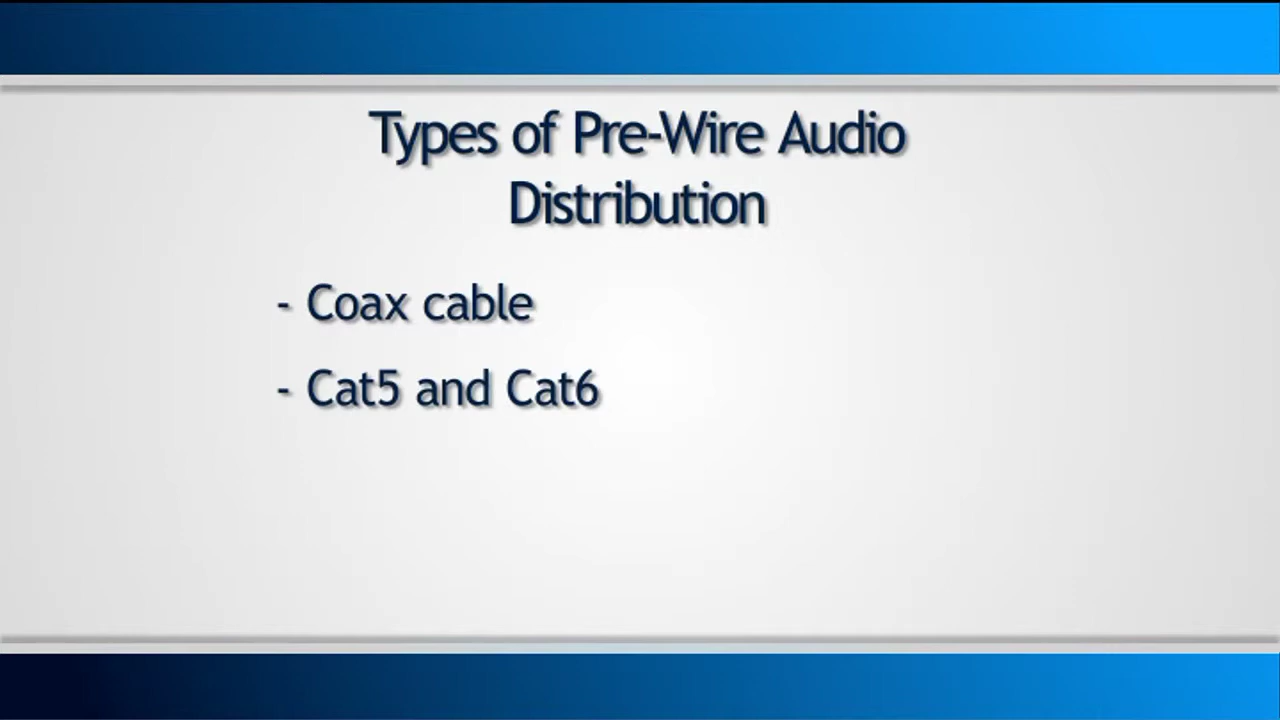 Types of Pre-Wire Audio
Distribution
- Coax cable
- Cat5 and Cat6